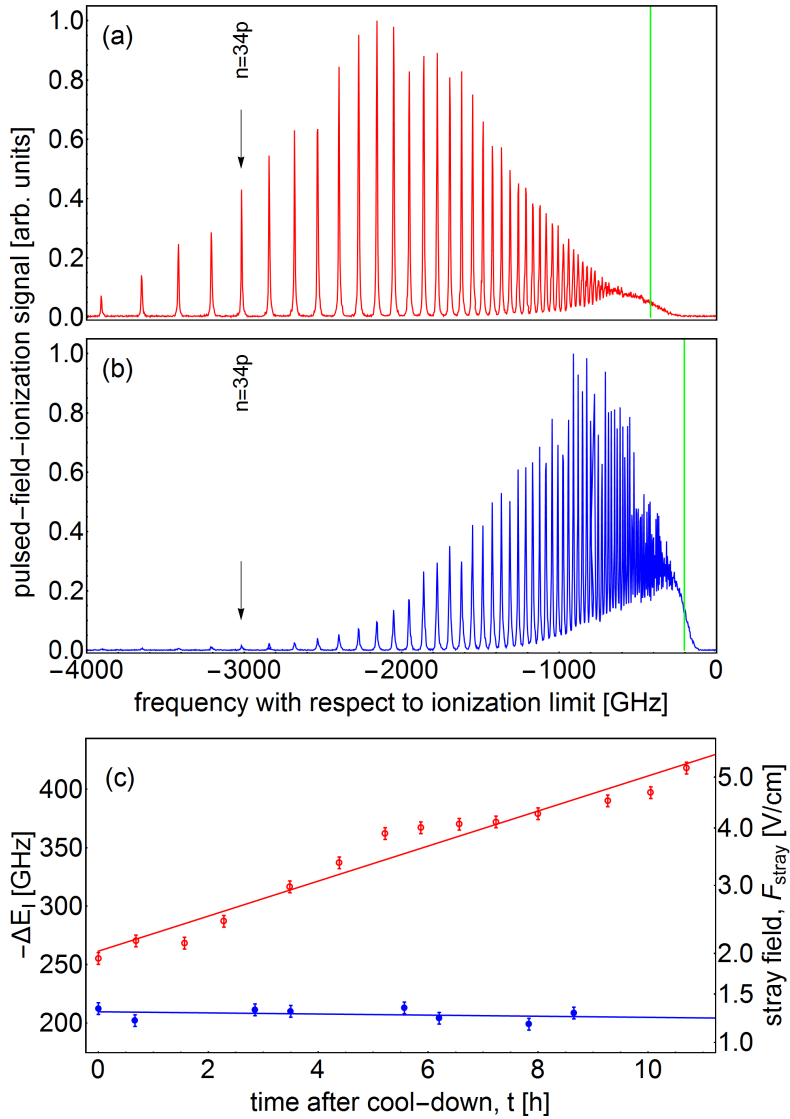 (a)
n=34p
1.0
0.8
0.6
0.4
0.2
0.0
(b)
n=34p
1.0
0.8
0.6
0.4
0.2
0.0
pulsed−field−ionization signal [arb. units]
−4000 −3000 −2000 −1000 0
frequency with respect to ionization limit [GHz]
(c)
400
350
300
250
200
-ΔE_I [GHz]
5.0
4.0
3.0
2.0
1.5
1.0
stray field, F_stray [V/cm]
0 2 4 6 8 10
time after cool−down, t [h]